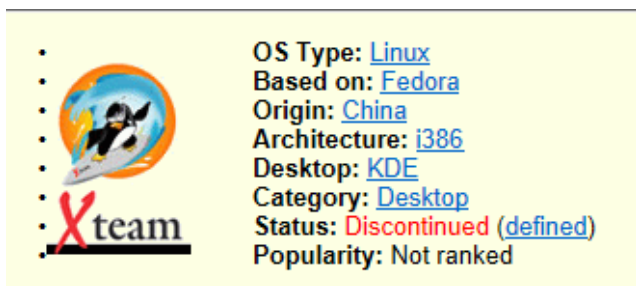 OS Type: Linux
Based on: Fedora
Origin: China
Architecture: i386
Desktop: KDE
Category: Desktop
Status: Discontinued (defined)
Popularity: Not ranked
Xteam